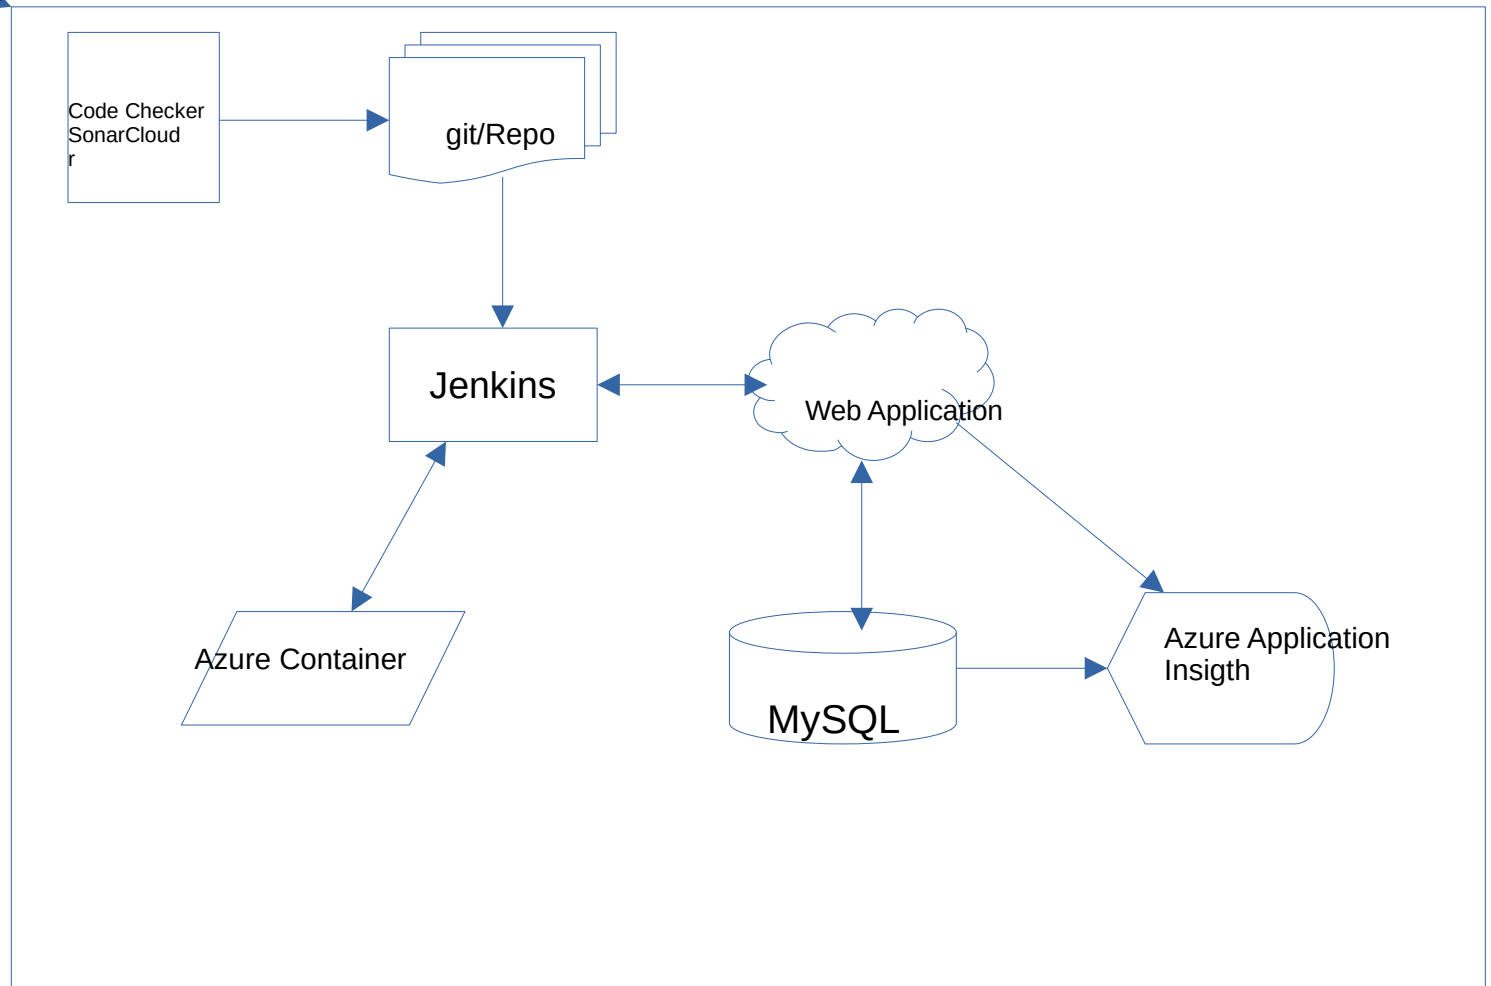 Code Checker
SonarCloud
r
git/Repo
Jenkins
Web Application
Azure Container
MySQL
Azure Application
Insigth